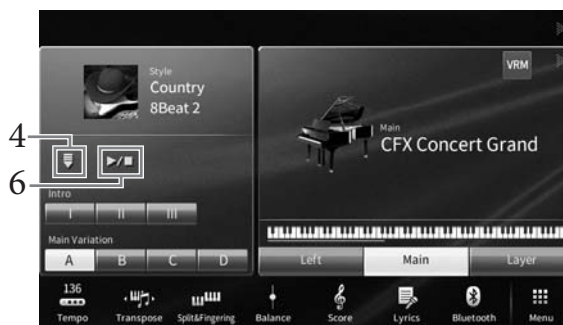 Style
Country
8Beat 2
VRM
Main
CFX Concert Grand
4
6
Intro
I II III
Main Variation
A B C D
Left Main Layer
136
Tempo Transpose Split&Fingering Balance Score Lyrics Bluetooth Menu